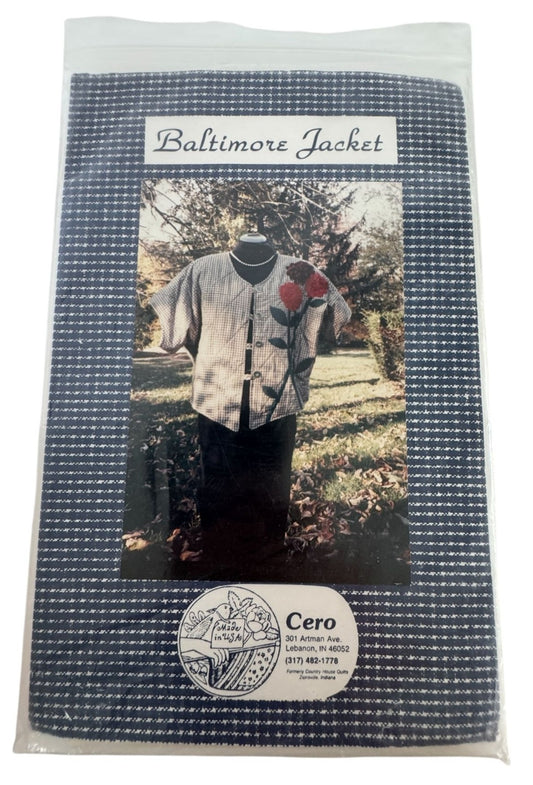 Baltimore Jacket
Made
in USA
Cero
301 Artman Ave.
Lebanon, IN 46052
(317) 482-1778
Formerly Country House Quilts
Zionsville, Indiana